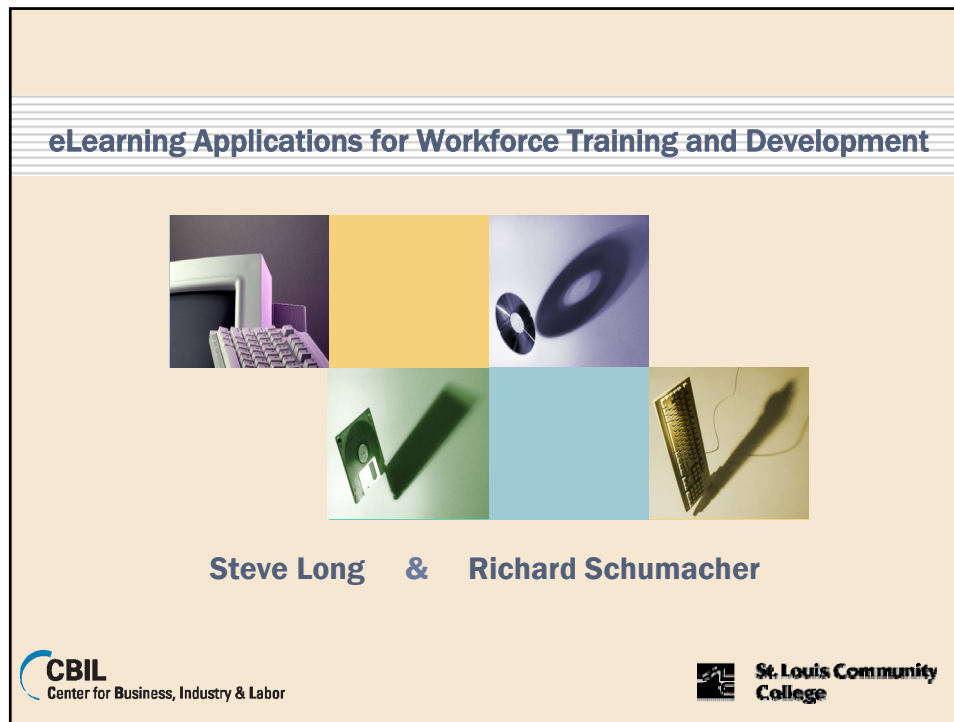 eLearning Applications for Workforce Training and Development
Steve Long & Richard Schumacher
CBIL
Center for Business, Industry & Labor
St. Louis Community
College